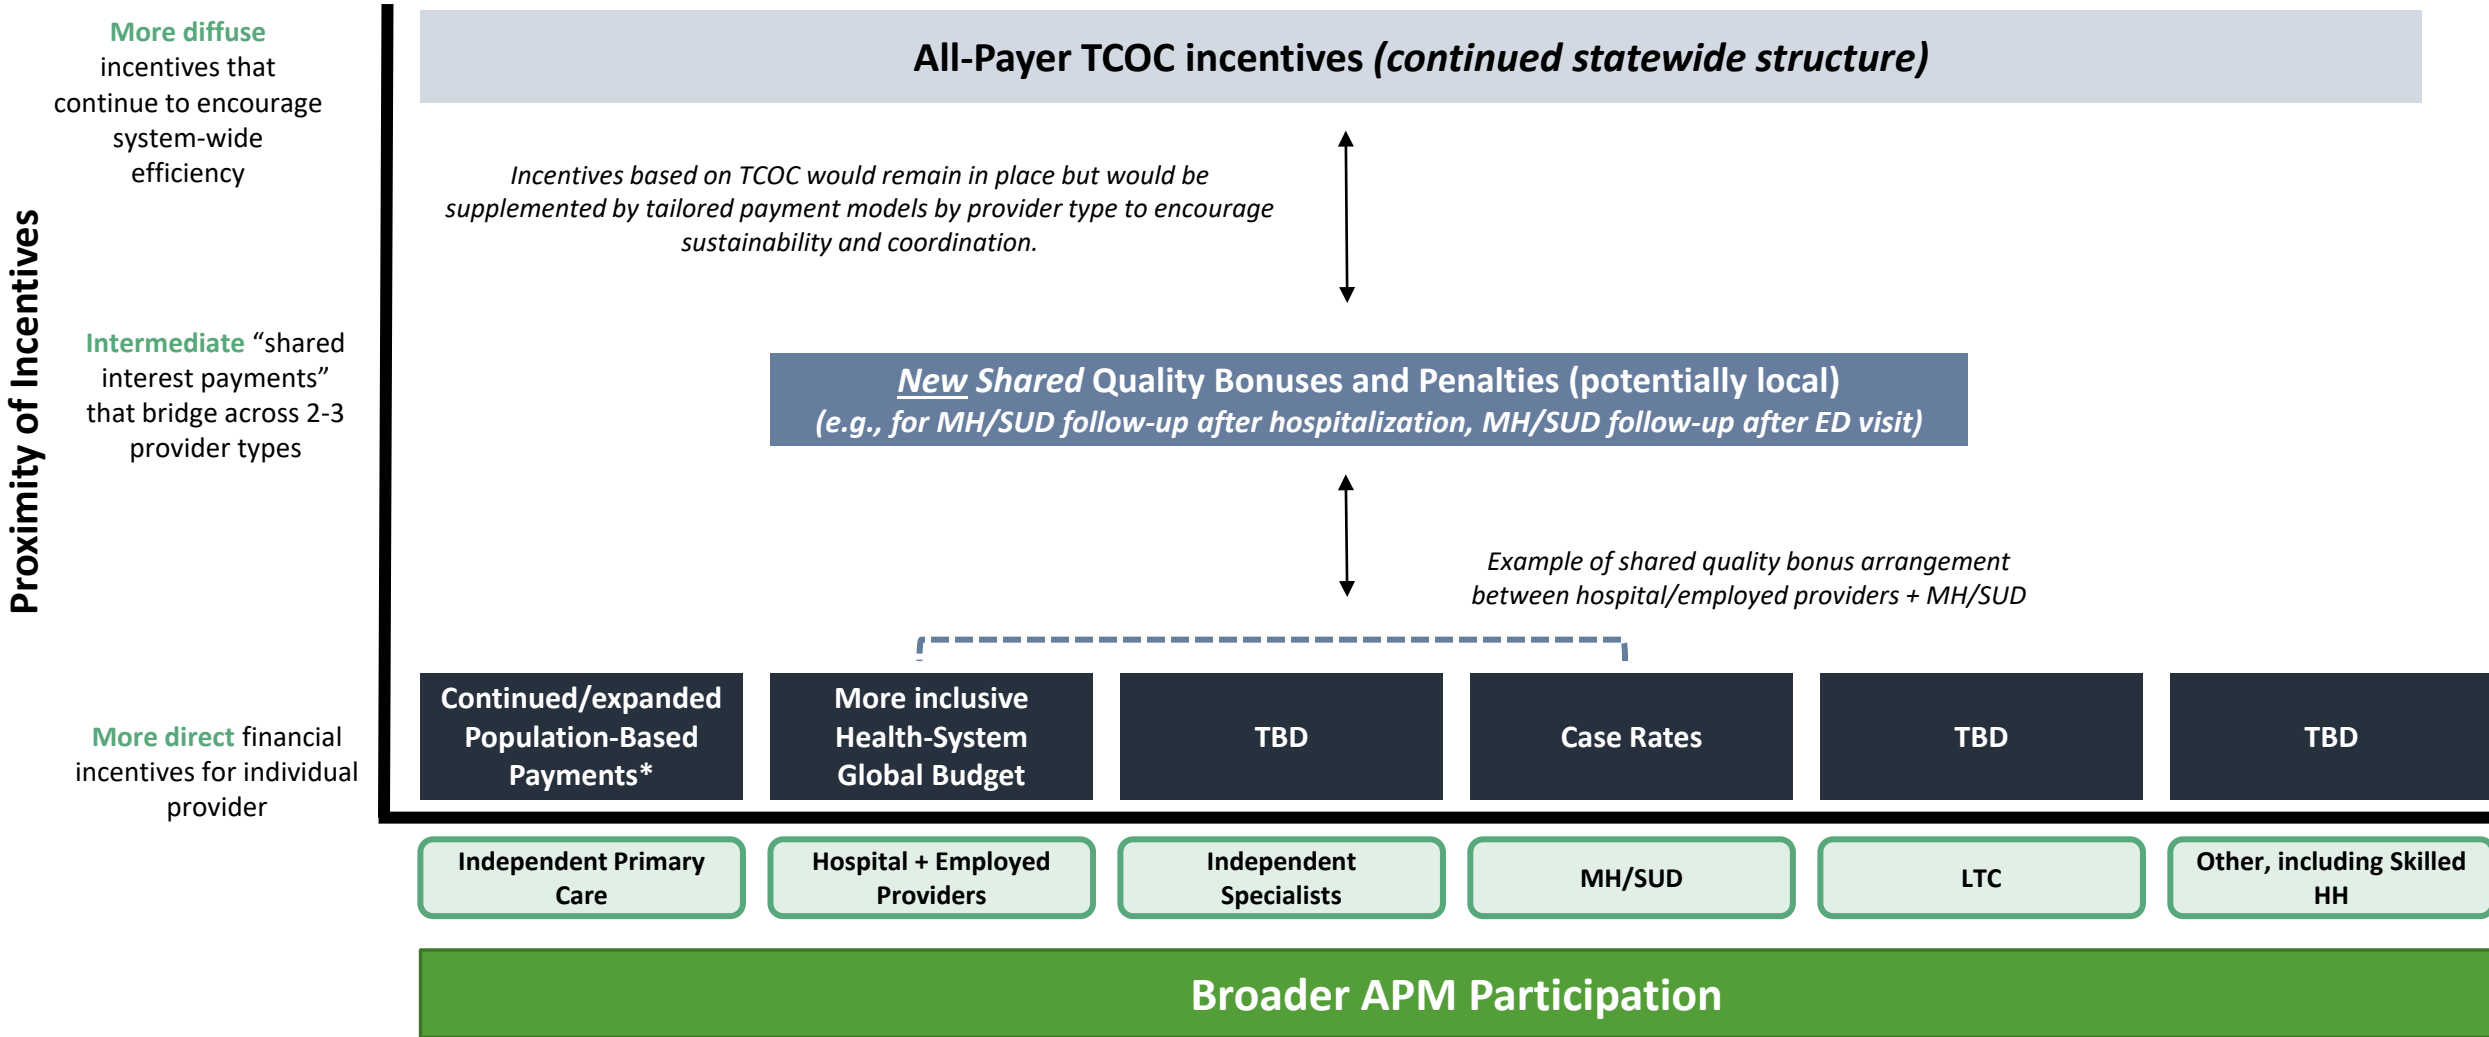 Proximity of Incentives
More diffuse
incentives that
continue to encourage
system-wide
efficiency
All-Payer TCOC incentives (continued statewide structure)
Incentives based on TCOC would remain in place but would be
supplemented by tailored payment models by provider type to encourage
sustainability and coordination.
Intermediate “shared
interest payments”
that bridge across 2-3
provider types
New Shared Quality Bonuses and Penalties (potentially local)
(e.g., for MH/SUD follow-up after hospitalization, MH/SUD follow-up after ED visit)
Example of shared quality bonus arrangement
between hospital/employed providers + MH/SUD
More direct financial
incentives for individual
provider
Continued/expanded
Population-Based
Payments*
More inclusive
Health-System
Global Budget
TBD
Case Rates
TBD
TBD
Independent Primary
Care
Hospital + Employed
Providers
Independent
Specialists
MH/SUD
LTC
Other, including Skilled
HH
Broader APM Participation